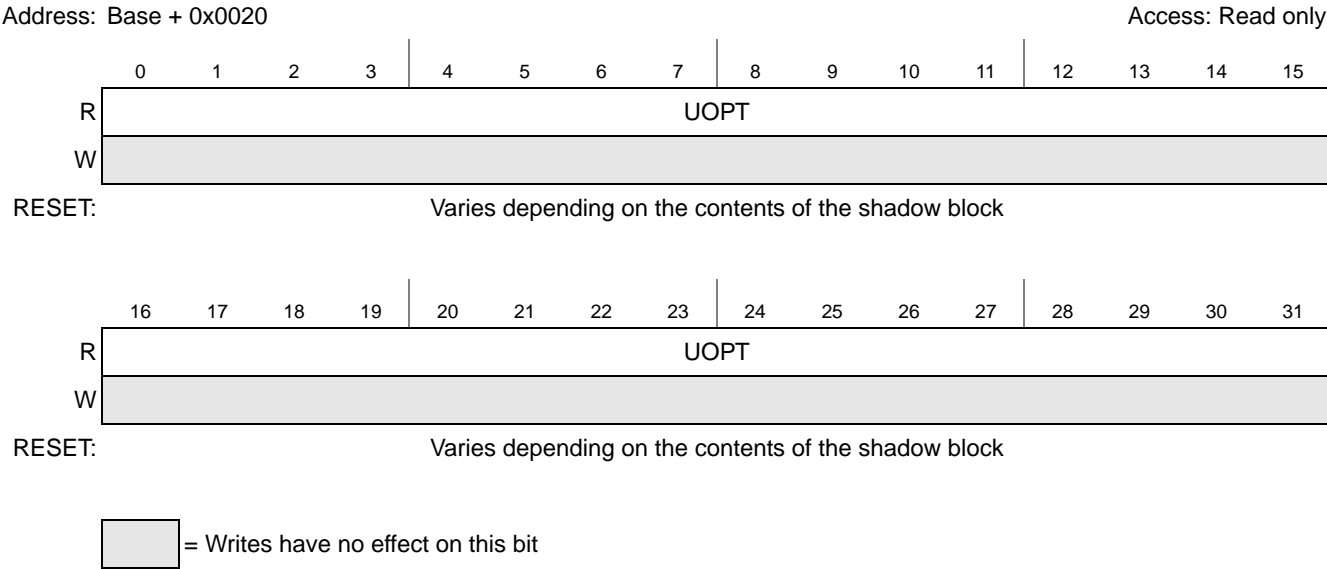 Address: Base + 0x0020 Access: Read only
0 1 2 3 4 5 6 7 8 9 10 11 12 13 14 15
R UOPT
W
RESET: Varies depending on the contents of the shadow block
16 17 18 19 20 21 22 23 24 25 26 27 28 29 30 31
R UOPT
W
RESET: Varies depending on the contents of the shadow block
= Writes have no effect on this bit